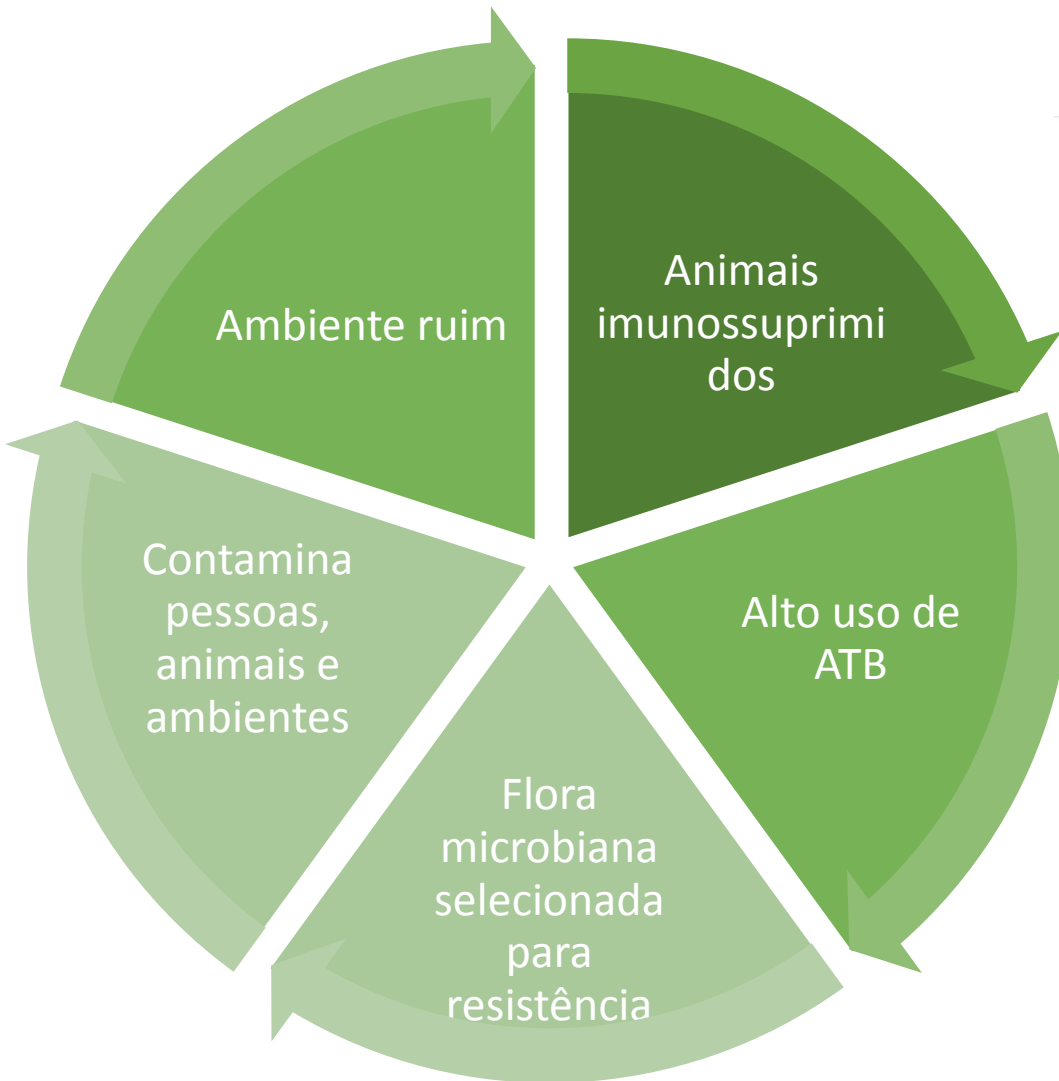 Animais
imunossuprimi
dos
Alto uso de
ATB
Flora
microbiana
selecionada
para
resistência
Contamina
pessoas,
animais e
ambientes
Ambiente ruim